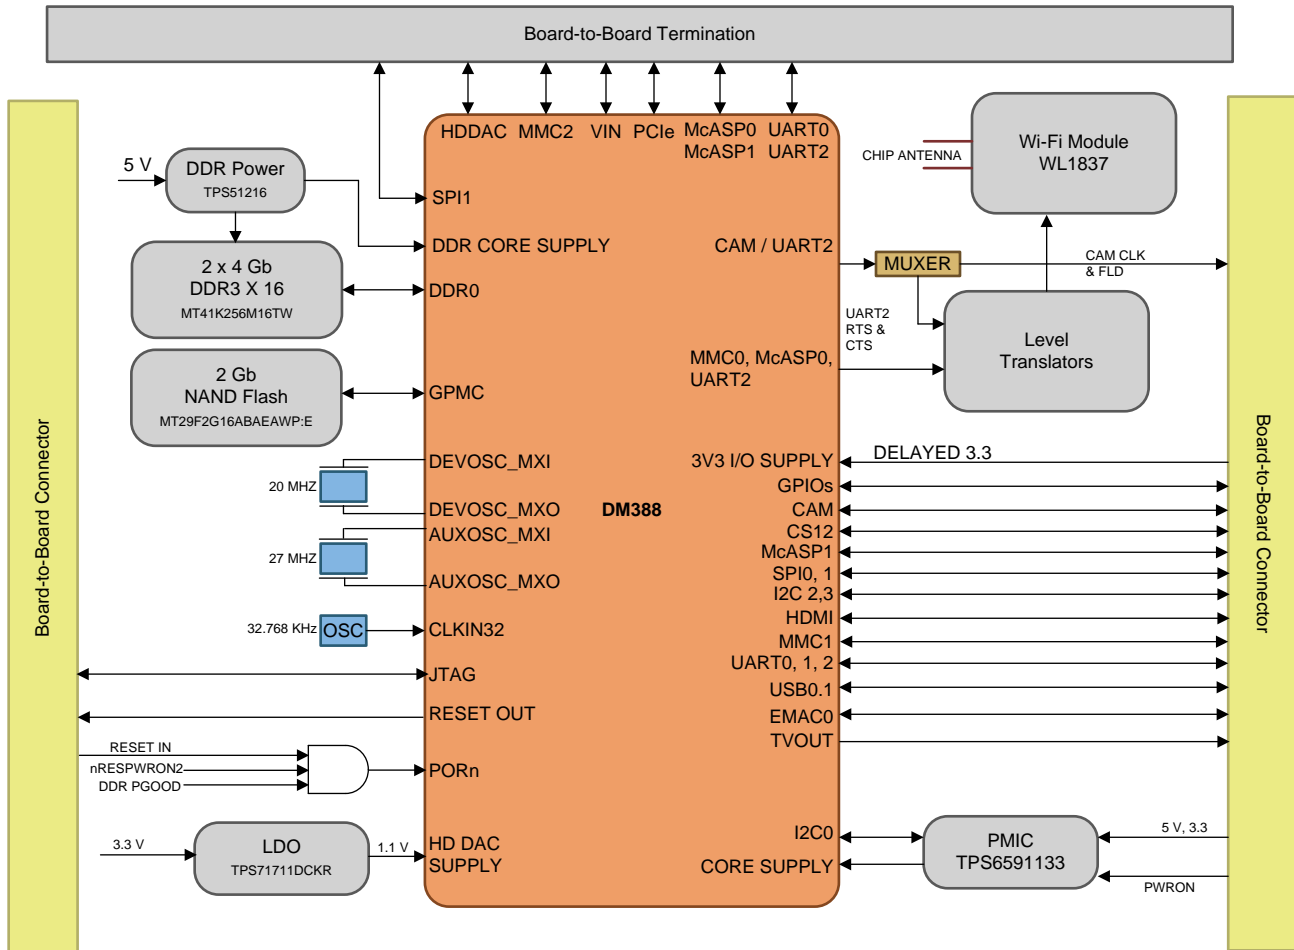 Board-to-Board Termination
HDDAC MMC2 VIN PCIe McASP0 UART0
McASP1 UART2
5 V
DDR Power
TPS51216
SPI1
DDR CORE SUPPLY
2 x 4 Gb
DDR3 X 16
MT41K256M16TW
DDR0
2 Gb
NAND Flash
MT29F2G16ABAEAWP:E
GPMC
DEVOSC_MXI
20 MHZ
DEVOSC_MXO
AUXOSC_MXI
27 MHZ
AUXOSC_MXO
32.768 KHz
OSC
CLKIN32
JTAG
RESET OUT
RESET IN
nRESPWRON2
DDR PGOOD
PORn
3.3 V
LDO
TPS71711DCKR
1.1 V
HD DAC
SUPPLY
Board-to-Board Connector
DM388
CHIP ANTENNA
Wi-Fi Module
WL1837
CAM / UART2
MUXER
CAM CLK
& FLD
UART2
RTS &
CTS
Level
Translators
MMC0, McASP0,
UART2
3V3 I/O SUPPLY
DELAYED 3.3
GPIOs
CAM
CS12
McASP1
SPI0, 1
I2C 2,3
HDMI
MMC1
UART0, 1, 2
USB0.1
EMAC0
TVOUT
I2C0
CORE SUPPLY
PMIC
TPS6591133
5 V, 3.3
PWRON
Board-to-Board Connector